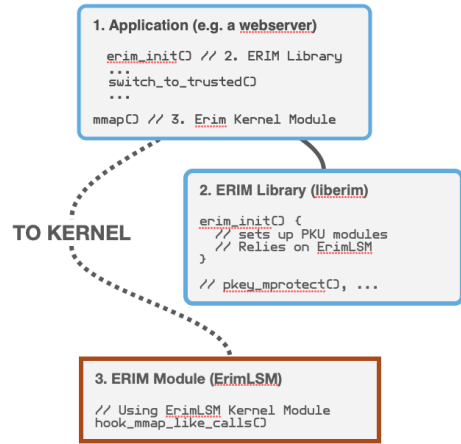 1. Application (e.g. a webserver)
erim_init() // 2. ERIM Library
...
switch_to_trusted()
...
mmap() // 3. Erim Kernel Module
2. ERIM Library (liberim)
erim_init() {
// sets up PKU modules
// Relies on ErimLSM
}
// pkey_mprotect(), ...
TO KERNEL
3. ERIM Module (ErimLSM)
// Using ErimLSM Kernel Module
hook_mmap_like_calls()